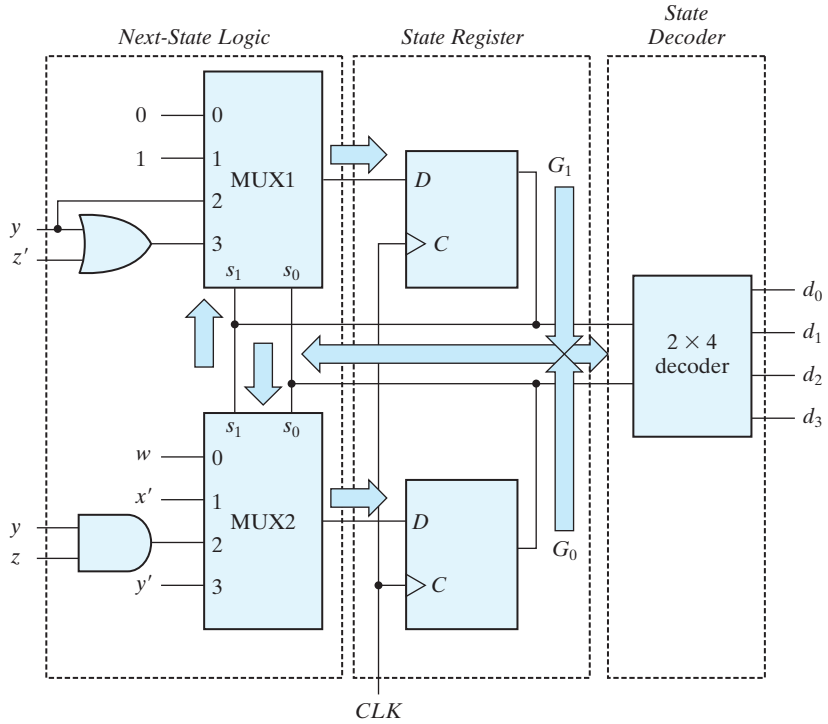 Next-State Logic
State Register
State
Decoder
0
0
1
1
MUX1
2
y
z′
3
s1
s0
D
C
G1
2 × 4
decoder
d0
d1
d2
d3
s1
s0
w
0
x′
1
MUX2
y
z
2
y′
3
D
C
G0
CLK